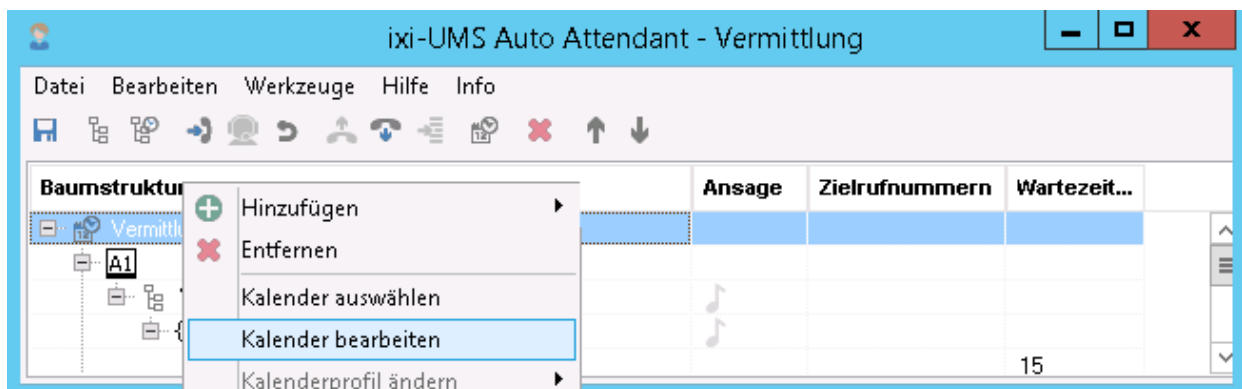 ixi-UMS Auto Attendant - Vermittlung
Datei Bearbeiten Werkzeuge Hilfe Info
Baumstruktur Ansage Zielrufnummern Wartezeit...
Hinzufügen
Entfernen
A1
Kalender auswählen
Kalender bearbeiten
15
Kalenderprofil ändern